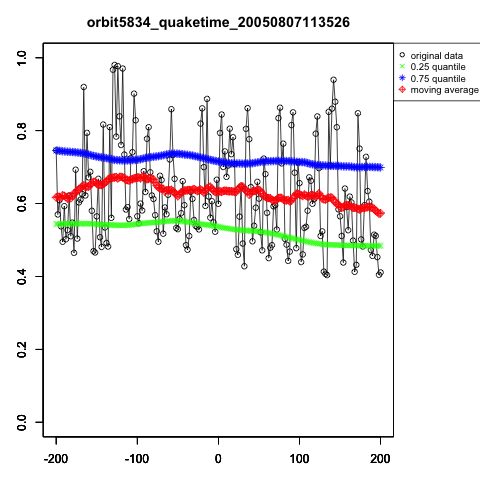 orbit5834_quaketime_20050807113526
original data
0.25 quantile
0.75 quantile
moving average
1.0
0.8
0.6
0.4
0.2
0.0
-200 -100 0 100 200